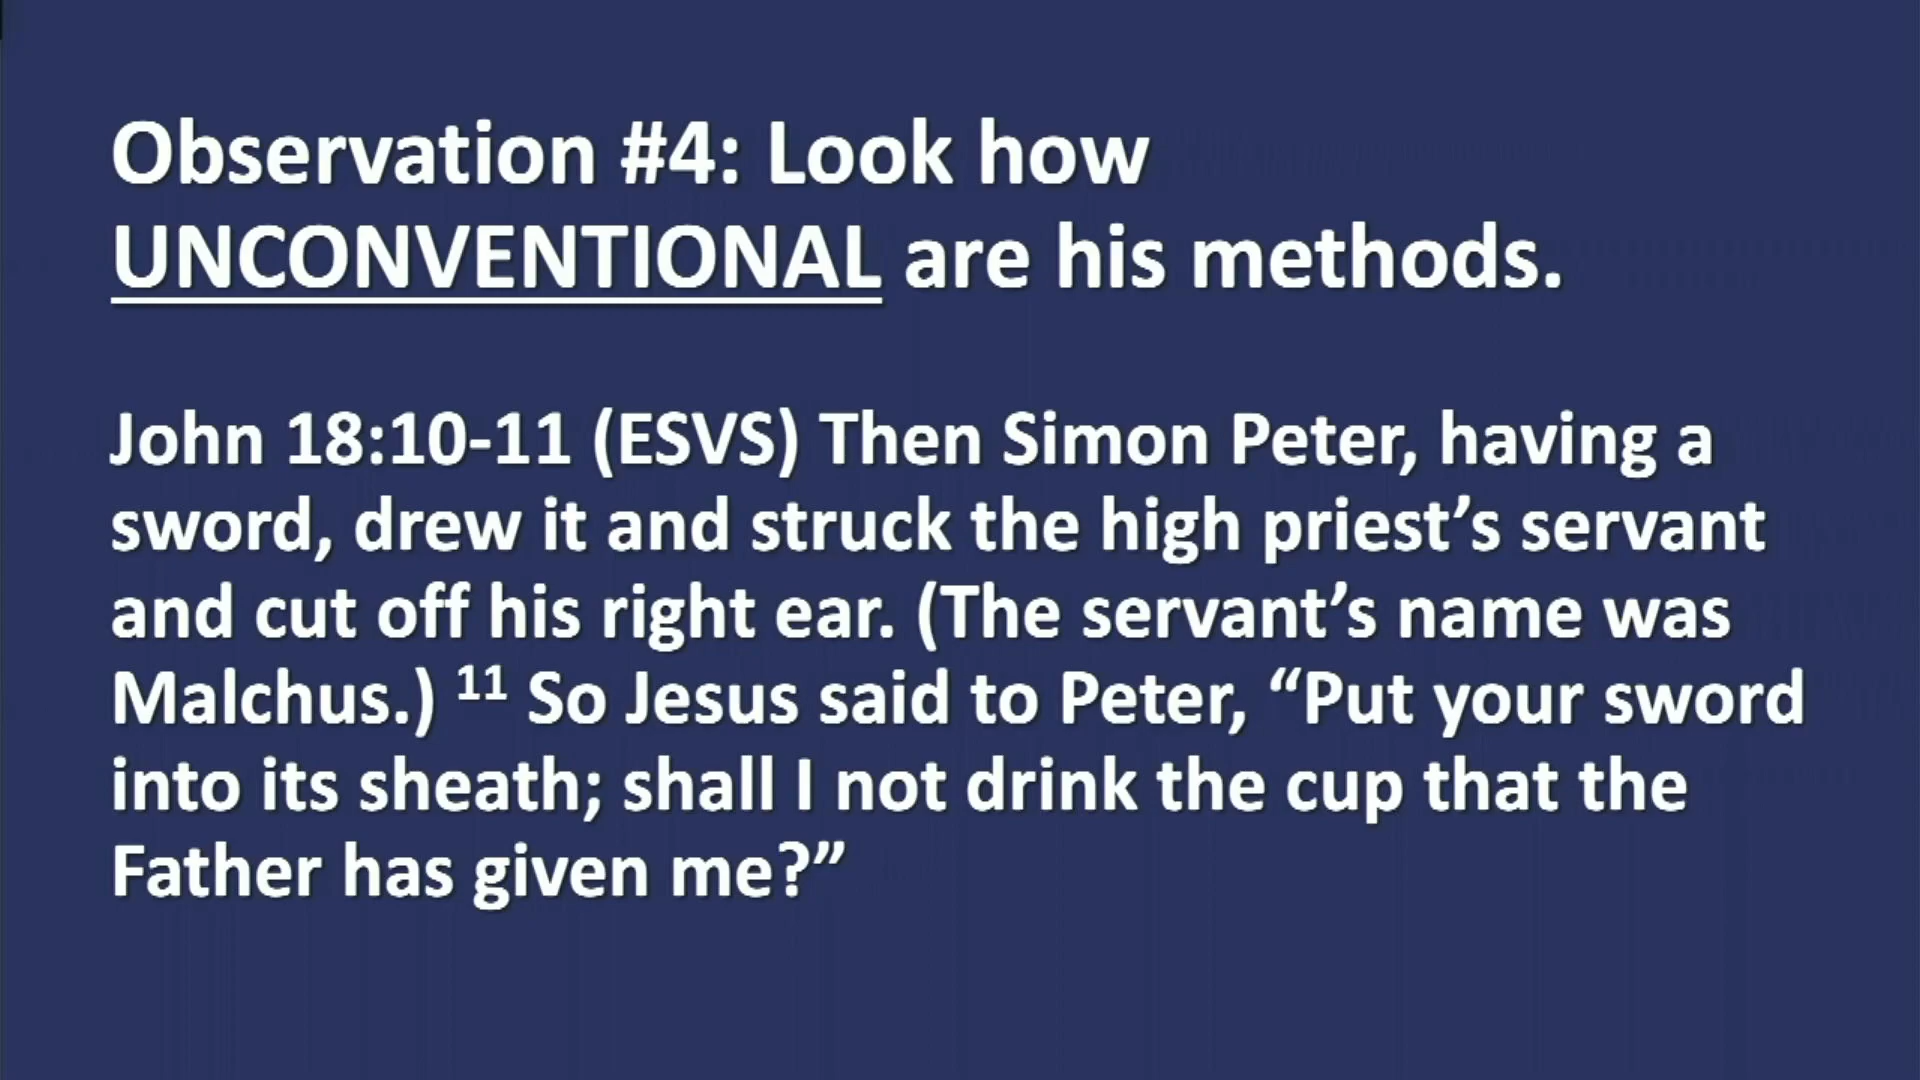 Observation #4: Look how
UNCONVENTIONAL are his methods.
John 18:10-11 (ESVS) Then Simon Peter, having a
sword, drew it and struck the high priest’s servant
and cut off his right ear. (The servant’s name was
Malchus.) ¹¹ So Jesus said to Peter, “Put your sword
into its sheath; shall I not drink the cup that the
Father has given me?”